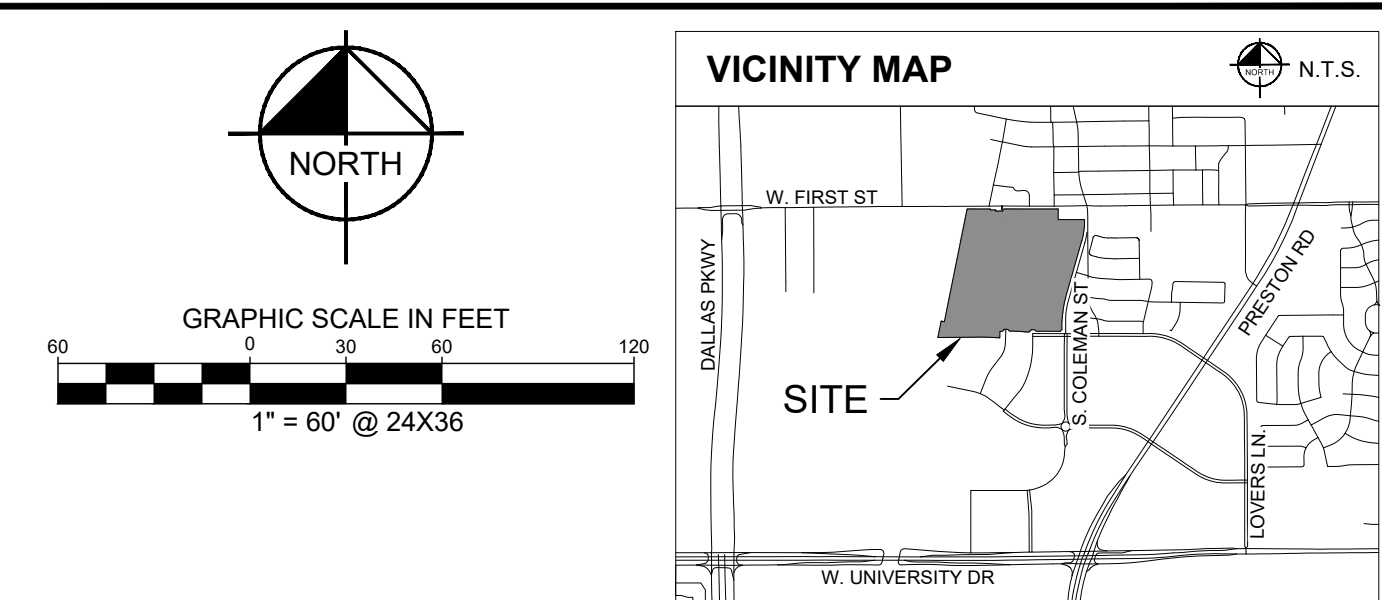 NORTH
GRAPHIC SCALE IN FEET
60 0 30 60 120
1" = 60' @ 24X36
VICINITY MAP
NORTH
N.T.S.
W. FIRST ST
DALLAS PKWY
SITE
S. COLEMAN ST
PRESTON RD
LOVERS LN.
W. UNIVERSITY DR